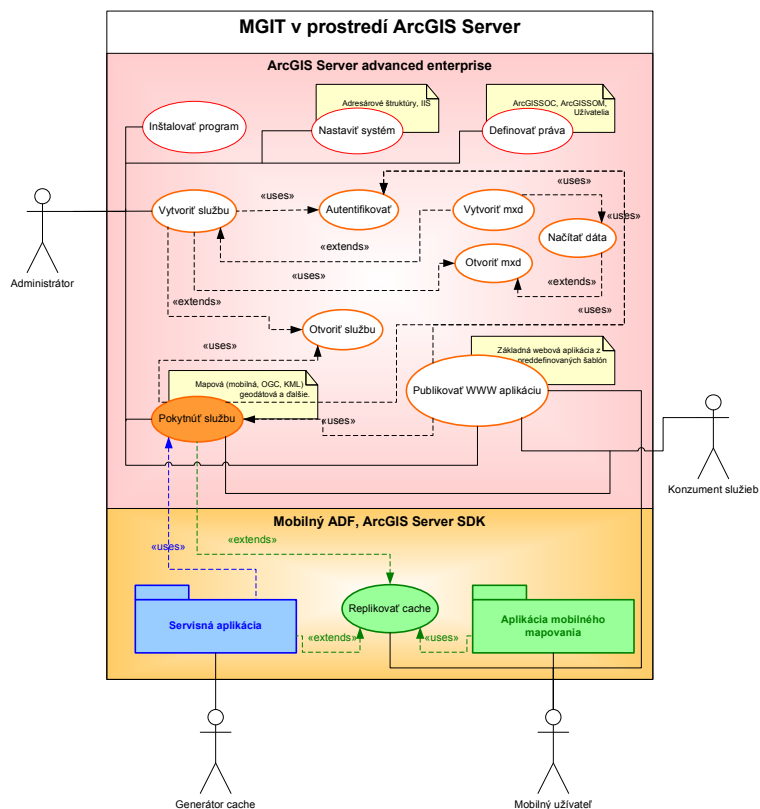 MGIT v prostredí ArcGIS Server
ArcGIS Server advanced enterprise
Adresárové štruktúry, IIS
ArcGISSOC, ArcGISSOM,
Užívatelia
Inštalovať program
Nastaviť systém
Definovať práva
«uses»
«uses»
Vytvoriť službu
Autentifikovať
Vytvoriť mxd
«uses»
Načítať dáta
«extends»
Otvoriť mxd
«uses»
«extends»
Administrátor
«extends»
«uses»
Otvoriť službu
«uses»
Základná webová aplikácia z
preddefinovaných šablón
Mapová (mobilná, OGC, KML)
geodátová a ďalšie.
Publikovať WWW aplikáciu
Pokytnúť službu
«uses»
Konzument služieb
Mobilný ADF, ArcGIS Server SDK
«extends»
«uses»
Replikovať cache
Servisná aplikácia
Aplikácia mobilného
mapovania
«extends»
«uses»
Generátor cache
Mobilný užívateľ